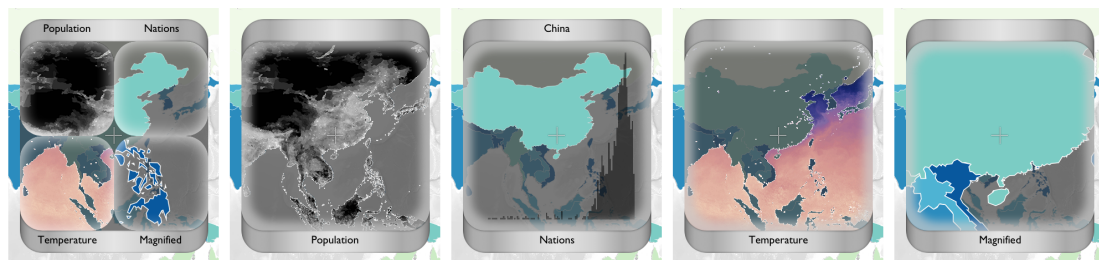 Population Nations
Temperature Magnified
Population
China
Nations
Temperature
Magnified